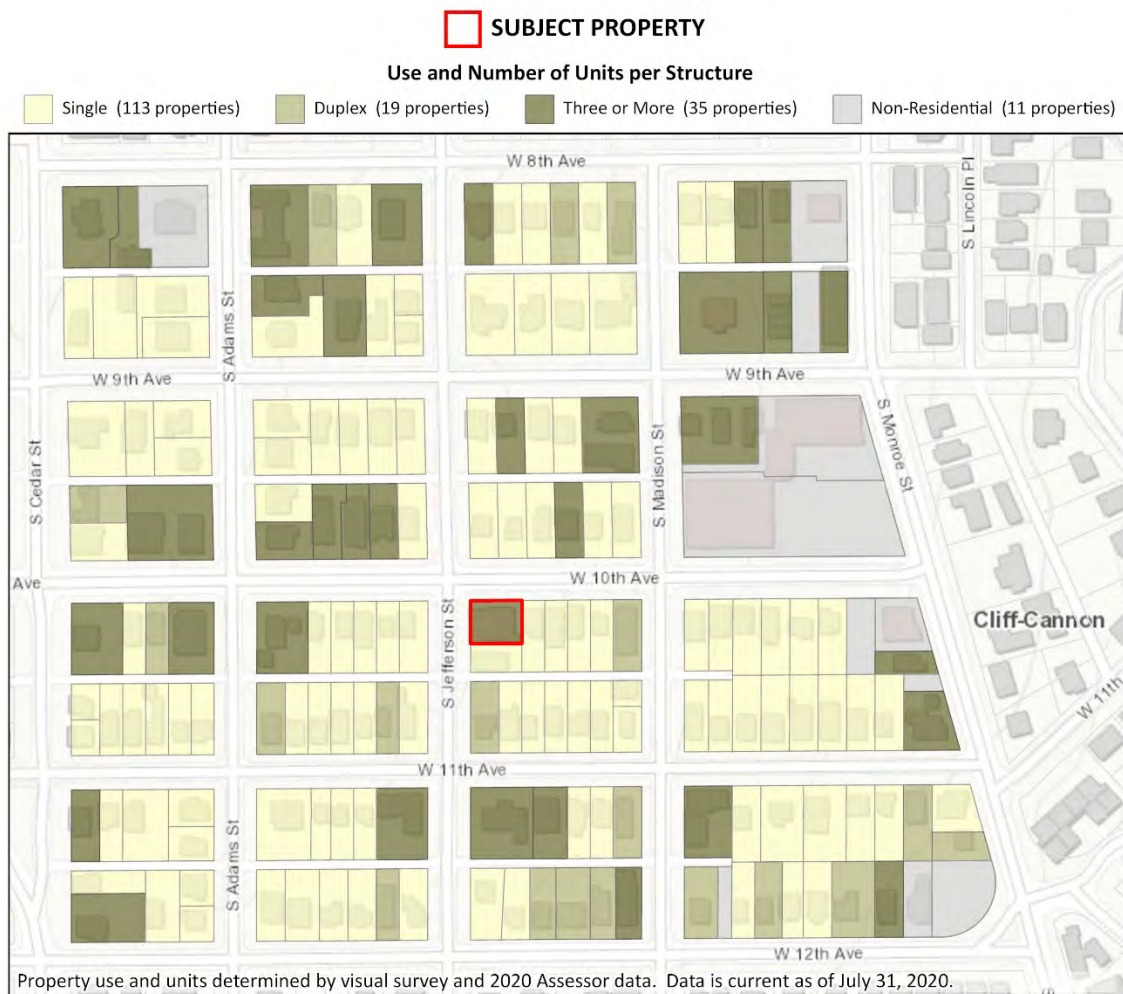 SUBJECT PROPERTY
Use and Number of Units per Structure
Single (113 properties)
Duplex (19 properties)
Three or More (35 properties)
Non-Residential (11 properties)
W 8th Ave
S Lincoln Pl
S Adams St
W 9th Ave
W 9th Ave
S Cedar St
S Madison St
S Monroe St
Ave
W 10th Ave
S Jefferson St
Cliff-Cannon
W 11th
W 11th Ave
S Adams St
W 12th Ave
Property use and units determined by visual survey and 2020 Assessor data. Data is current as of July 31, 2020.